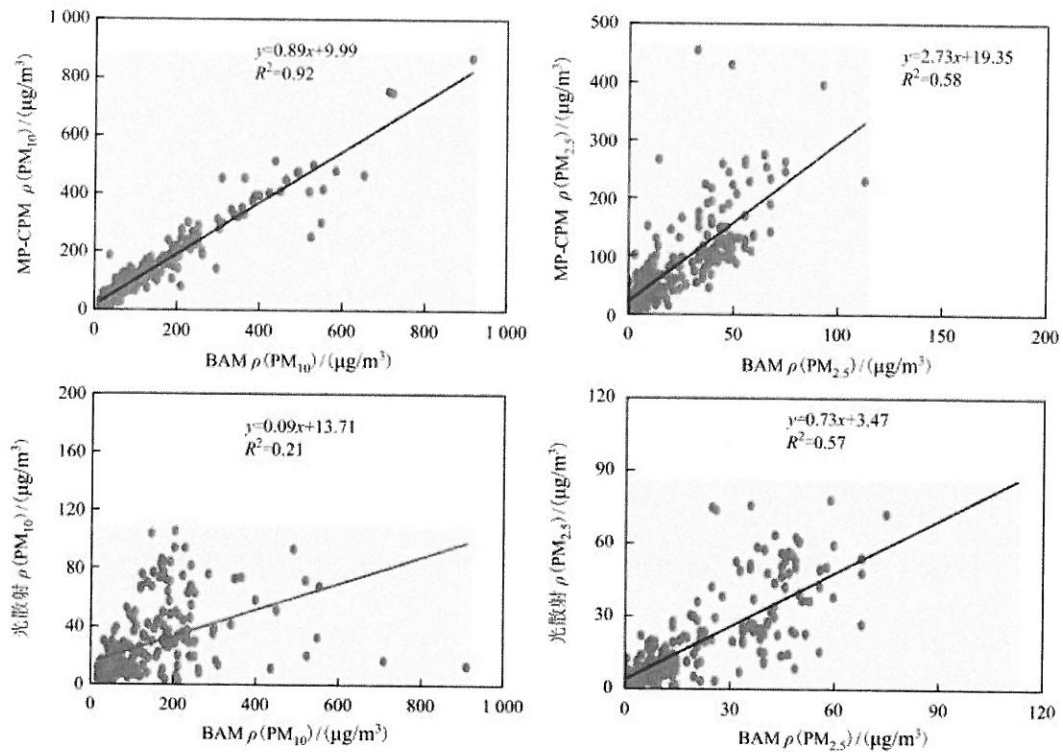 1 000
800
600
400
200
0
MP-CPM ρ(PM10)/(μg/m³)
y=0.89x+9.99
R²=0.92
0 200 400 600 800 1 000
BAM ρ(PM10)/(μg/m³)
500
400
300
200
100
0
MP-CPM ρ(PM2.5)/(μg/m³)
y=2.73x+19.35
R²=0.58
0 50 100 150 200
BAM ρ(PM2.5)/(μg/m³)
200
160
120
80
40
0
光散射 ρ(PM10)/(μg/m³)
y=0.09x+13.71
R²=0.21
0 200 400 600 800 1 000
BAM ρ(PM10)/(μg/m³)
120
90
60
30
0
光散射 ρ(PM2.5)/(μg/m³)
y=0.73x+3.47
R²=0.57
0 30 60 90 120
BAM ρ(PM2.5)/(μg/m³)